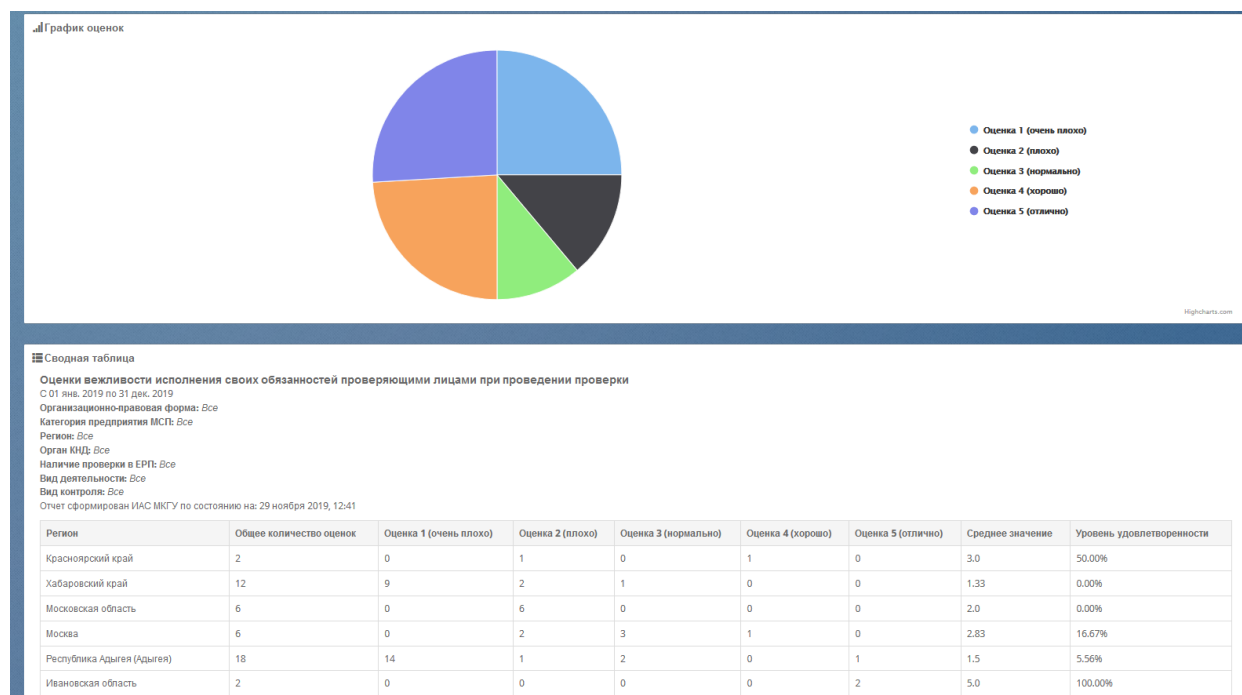 График оценок
Оценка 1 (очень плохо)
Оценка 2 (плохо)
Оценка 3 (нормально)
Оценка 4 (хорошо)
Оценка 5 (отлично)
Highcharts.com
Сводная таблица
Оценки вежливости исполнения своих обязанностей проверяющими лицами при проведении проверки
С 01 янв. 2019 по 31 дек. 2019
Организационно-правовая форма: Все
Категория предприятия МСП: Все
Регион: Все
Орган КНД: Все
Наличие проверки в ЕРП: Все
Вид деятельности: Все
Вид контроля: Все
Отчет сформирован ИАС МКГУ по состоянию на: 29 ноября 2019, 12:41
Регион Общее количество оценок Оценка 1 (очень плохо) Оценка 2 (плохо) Оценка 3 (нормально) Оценка 4 (хорошо) Оценка 5 (отлично) Среднее значение Уровень удовлетворенности
Красноярский край 2 0 1 0 1 0 3.0 50.00%
Хабаровский край 12 9 2 1 0 0 1.33 0.00%
Московская область 6 0 6 0 0 0 2.0 0.00%
Москва 6 0 2 3 1 0 2.83 16.67%
Республика Адыгея (Адыгея) 18 14 1 2 0 1 1.5 5.56%
Ивановская область 2 0 0 0 0 2 5.0 100.00%